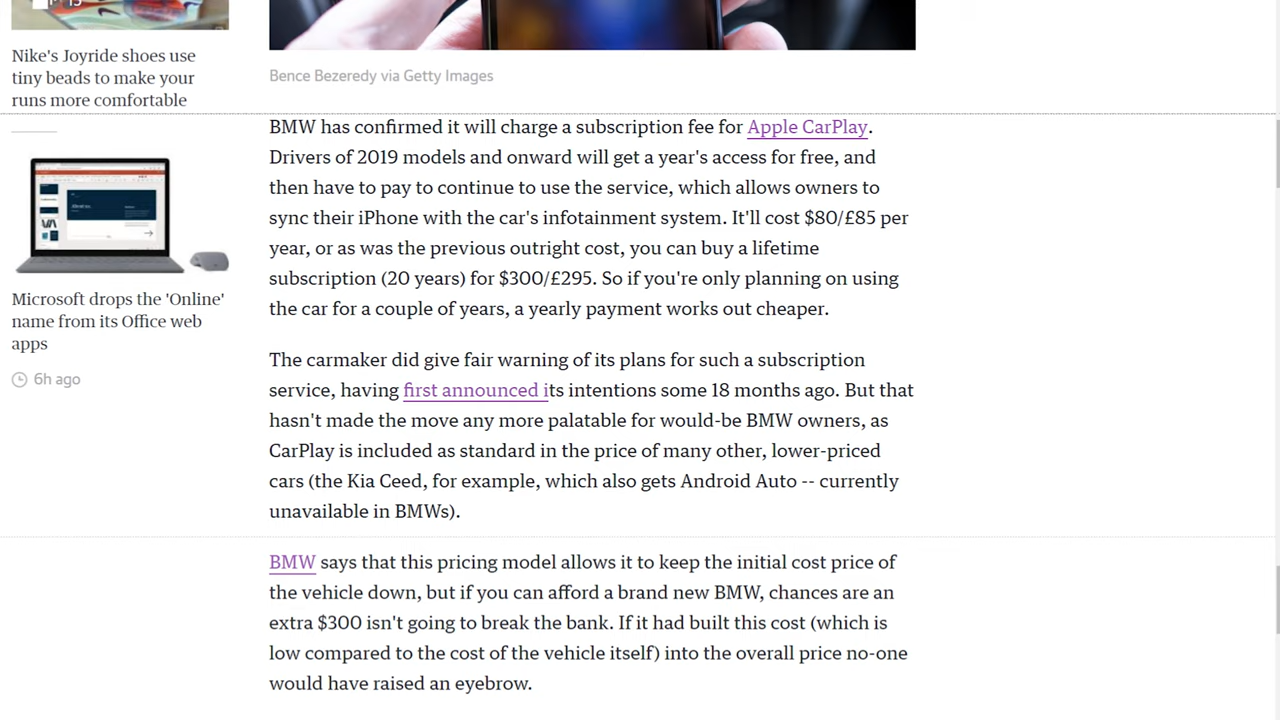 Nike's Joyride shoes use
tiny beads to make your
runs more comfortable
Microsoft drops the 'Online'
name from its Office web
apps
6h ago
Bence Bezeredy via Getty Images
BMW has confirmed it will charge a subscription fee for Apple CarPlay.
Drivers of 2019 models and onward will get a year's access for free, and
then have to pay to continue to use the service, which allows owners to
sync their iPhone with the car's infotainment system. It'll cost $80/£85 per
year, or as was the previous outright cost, you can buy a lifetime
subscription (20 years) for $300/£295. So if you're only planning on using
the car for a couple of years, a yearly payment works out cheaper.
The carmaker did give fair warning of its plans for such a subscription
service, having first announced its intentions some 18 months ago. But that
hasn't made the move any more palatable for would-be BMW owners, as
CarPlay is included as standard in the price of many other, lower-priced
cars (the Kia Ceed, for example, which also gets Android Auto -- currently
unavailable in BMWs).
BMW says that this pricing model allows it to keep the initial cost price of
the vehicle down, but if you can afford a brand new BMW, chances are an
extra $300 isn't going to break the bank. If it had built this cost (which is
low compared to the cost of the vehicle itself) into the overall price no-one
would have raised an eyebrow.